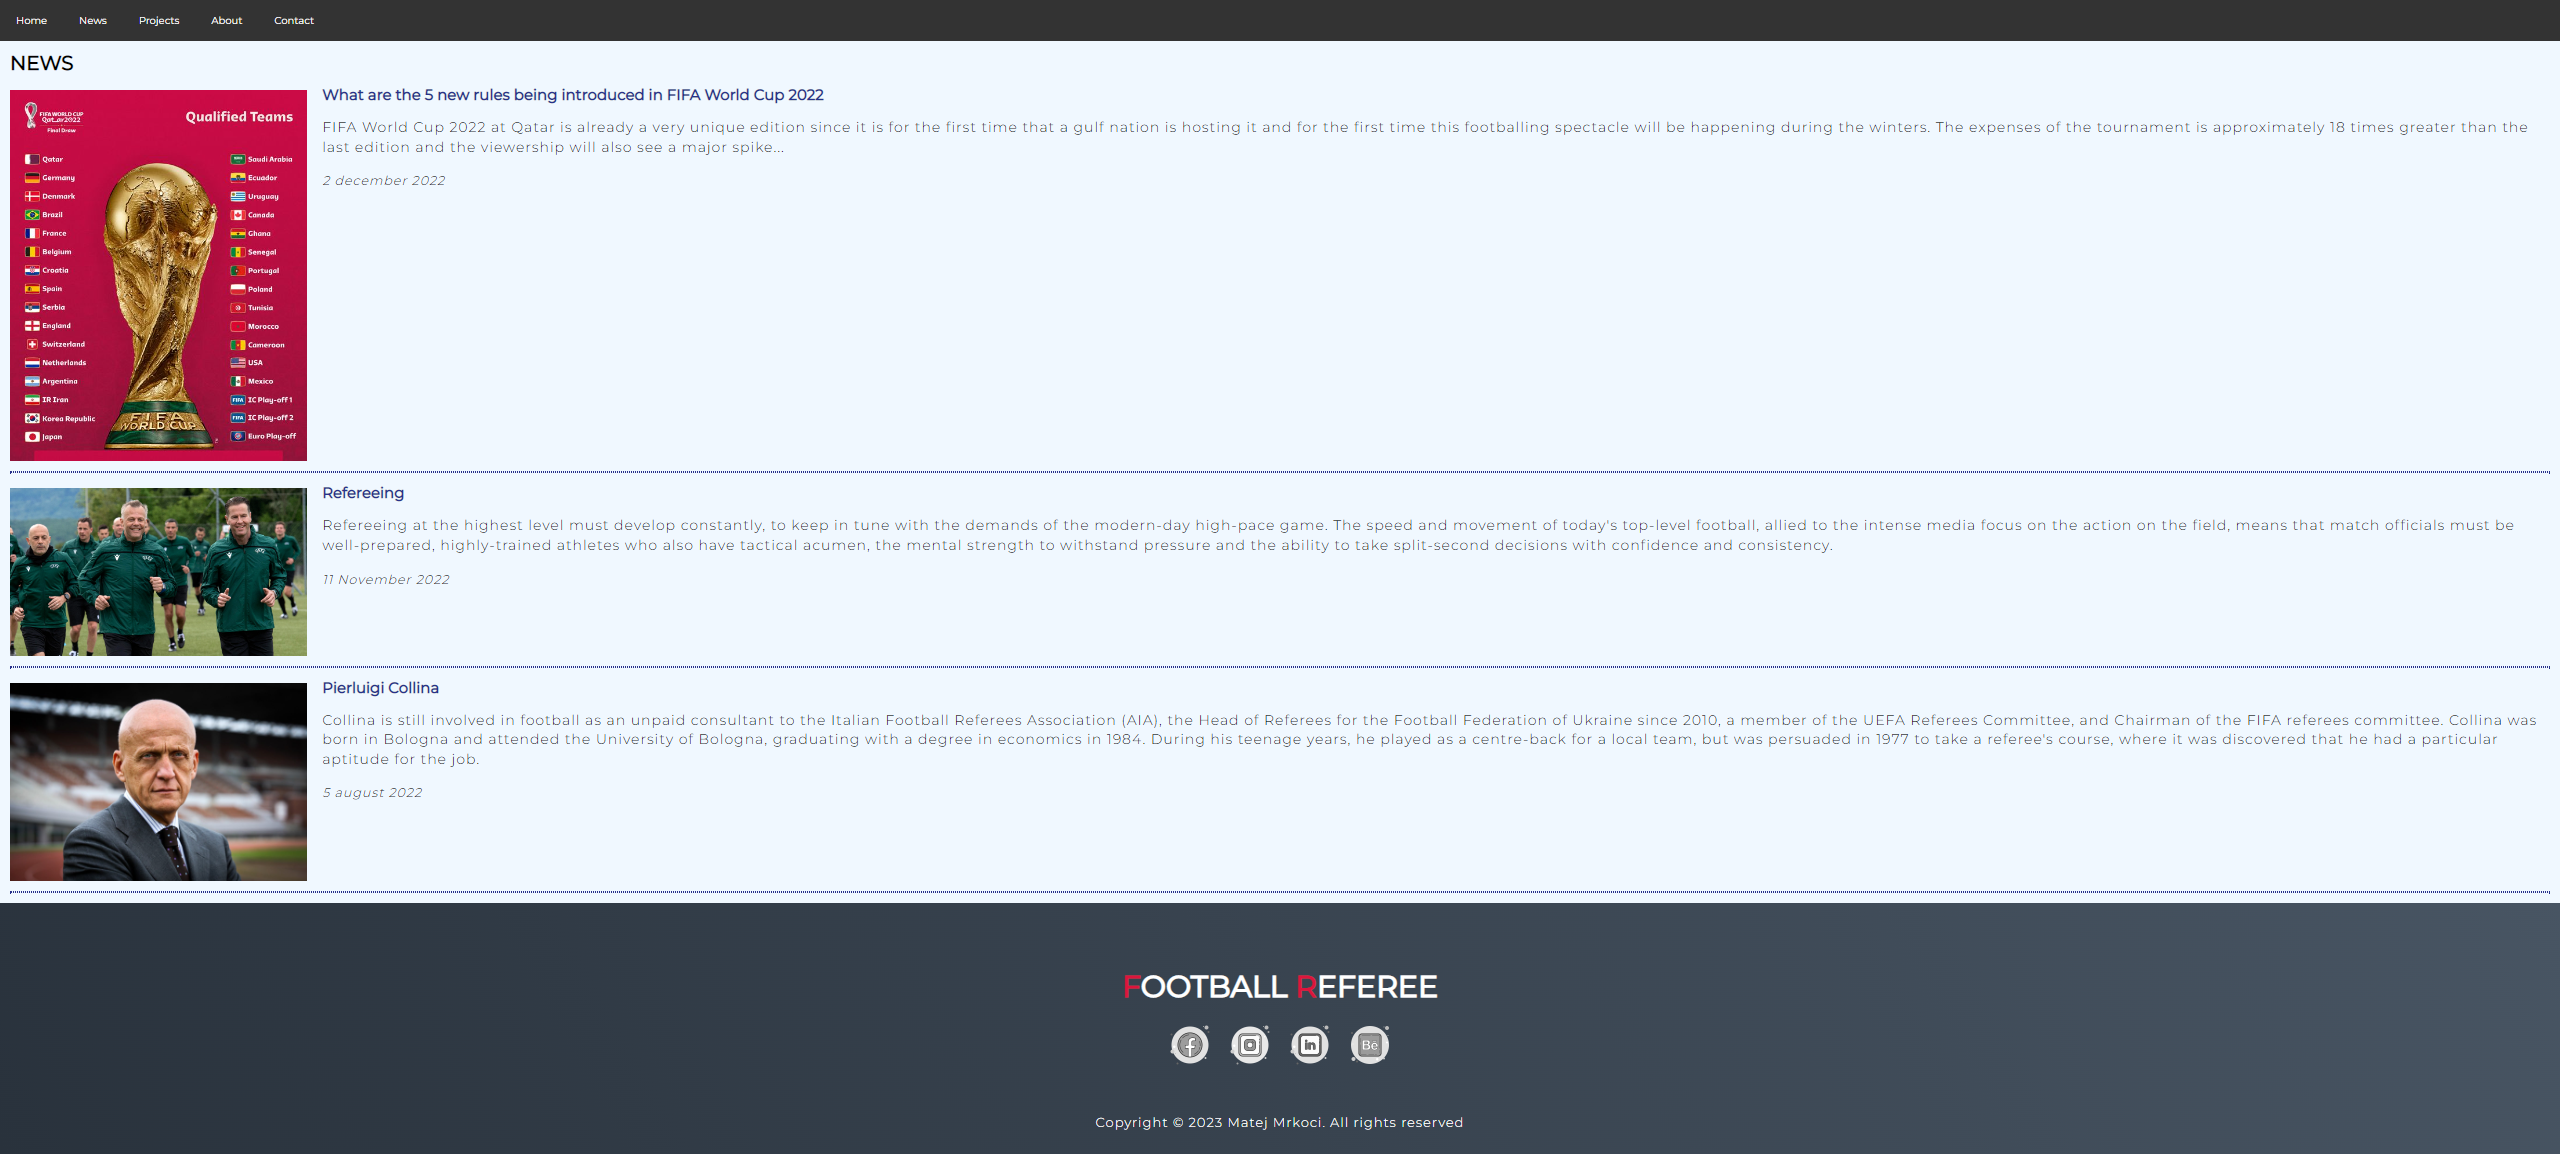 Home News Projects About Contact
NEWS
FIFA WORLD CUP
Qatar2022
Final Draw
Qualified Teams
Qatar
Germany
Denmark
Brazil
France
Belgium
Croatia
Spain
Serbia
England
Switzerland
Netherlands
Argentina
IR Iran
Korea Republic
Japan
Saudi Arabia
Ecuador
Uruguay
Canada
Ghana
Senegal
Portugal
Poland
Tunisia
Morocco
Cameroon
USA
Mexico
FIFA IC Play-off 1
FIFA IC Play-off 2
Euro Play-off
FIFA
WORLD CUP
What are the 5 new rules being introduced in FIFA World Cup 2022
FIFA World Cup 2022 at Qatar is already a very unique edition since it is for the first time that a gulf nation is hosting it and for the first time this footballing spectacle will be happening during the winters. The expenses of the tournament is approximately 18 times greater than the
last edition and the viewership will also see a major spike...
2 december 2022
Refereeing
Refereeing at the highest level must develop constantly, to keep in tune with the demands of the modern-day high-pace game. The speed and movement of today's top-level football, allied to the intense media focus on the action on the field, means that match officials must be
well-prepared, highly-trained athletes who also have tactical acumen, the mental strength to withstand pressure and the ability to take split-second decisions with confidence and consistency.
11 November 2022
Pierluigi Collina
Collina is still involved in football as an unpaid consultant to the Italian Football Referees Association (AIA), the Head of Referees for the Football Federation of Ukraine since 2010, a member of the UEFA Referees Committee, and Chairman of the FIFA referees committee. Collina was
born in Bologna and attended the University of Bologna, graduating with a degree in economics in 1984. During his teenage years, he played as a centre-back for a local team, but was persuaded in 1977 to take a referee's course, where it was discovered that he had a particular
aptitude for the job.
5 august 2022
FOOTBALL REFEREE
f in Be
Copyright © 2023 Matej Mrkoci. All rights reserved